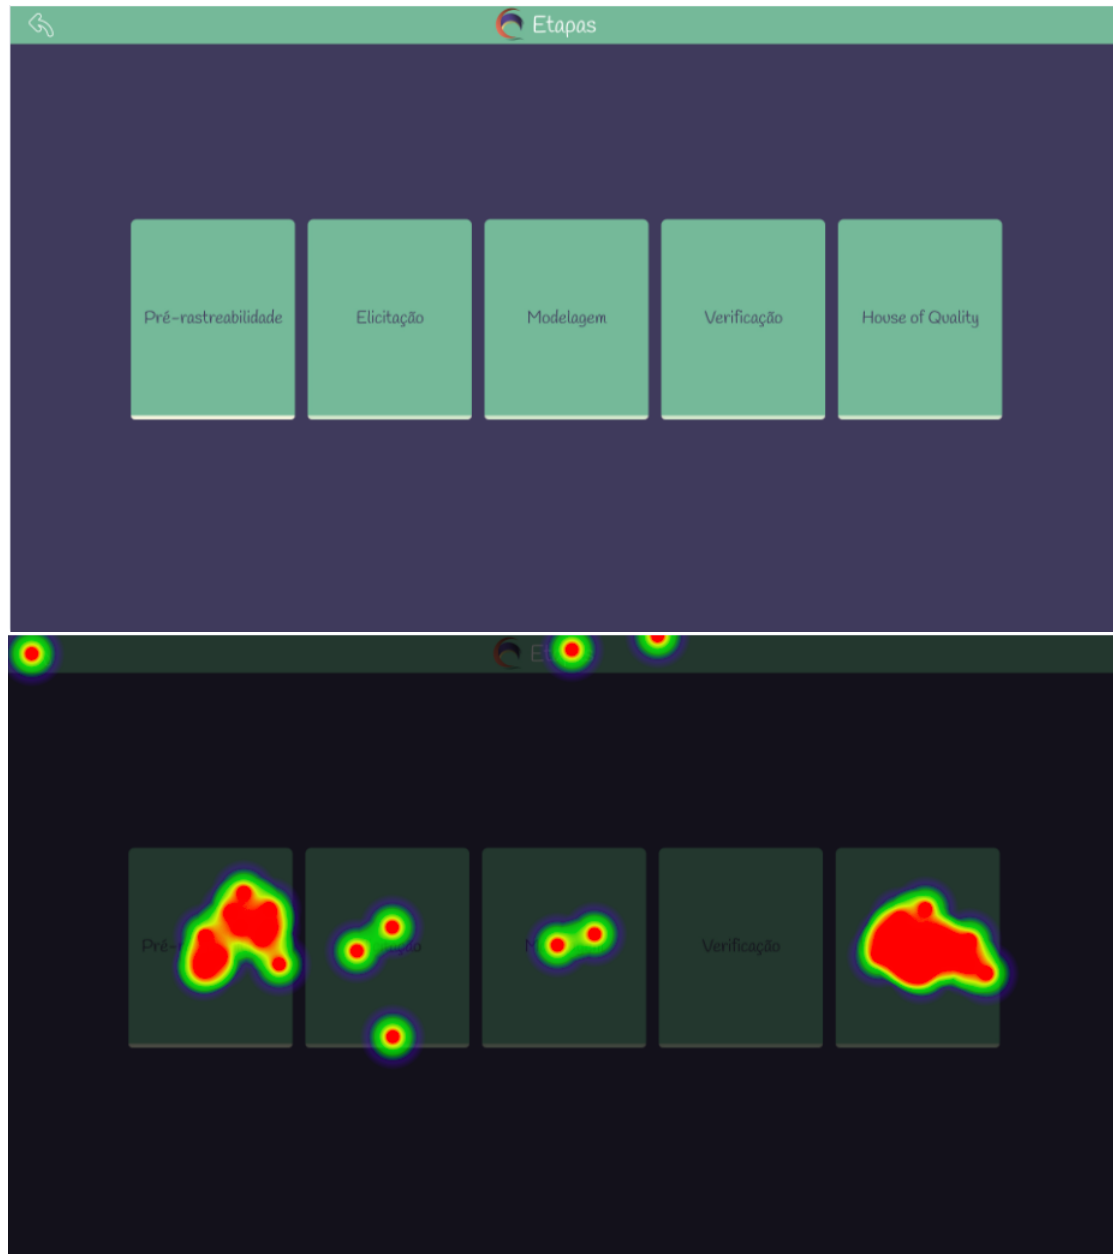 Etapas
Pré-rastreabilidade
Elicitação
Modelagem
Verificação
House of Quality
Verificação